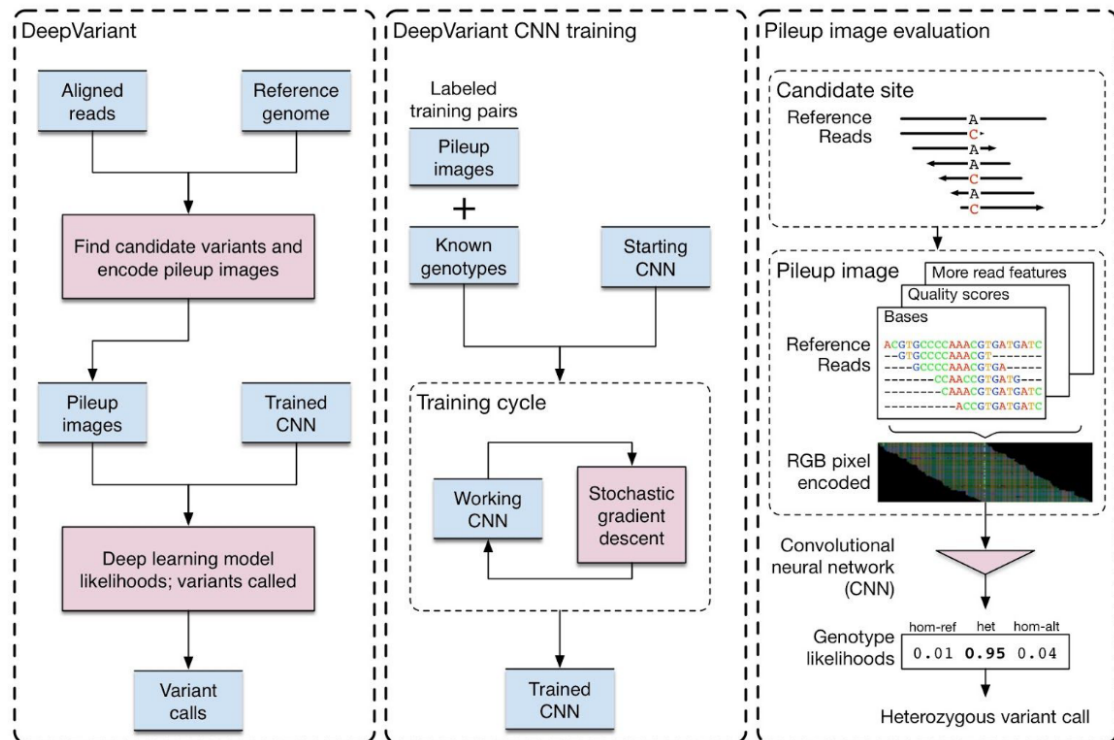 DeepVariant
Aligned
reads
Reference
genome
Find candidate variants and
encode pileup images
Pileup
images
Trained
CNN
Deep learning model
likelihoods; variants called
Variant
calls
DeepVariant CNN training
Labeled
training pairs
Pileup
images
+
Known
genotypes
Starting
CNN
Training cycle
Working
CNN
Stochastic
gradient
descent
Trained
CNN
Pileup image evaluation
Candidate site
Reference
Reads
A
C
A
A
C
A
C
Pileup image
More read features
Quality scores
Bases
Reference
Reads
ACGTGCCCCAAACGTGATGATC
--GTGCCCCAAACGT-------
---GCCCCAAACGTGA-----
-------CCAACCGTGATG---
--------CAAACGTGATGATC
----------ACCGTGATGATC
RGB pixel
encoded
Convolutional
neural network
(CNN)
Genotype
likelihoods
hom-ref het hom-alt
0.01 0.95 0.04
Heterozygous variant call